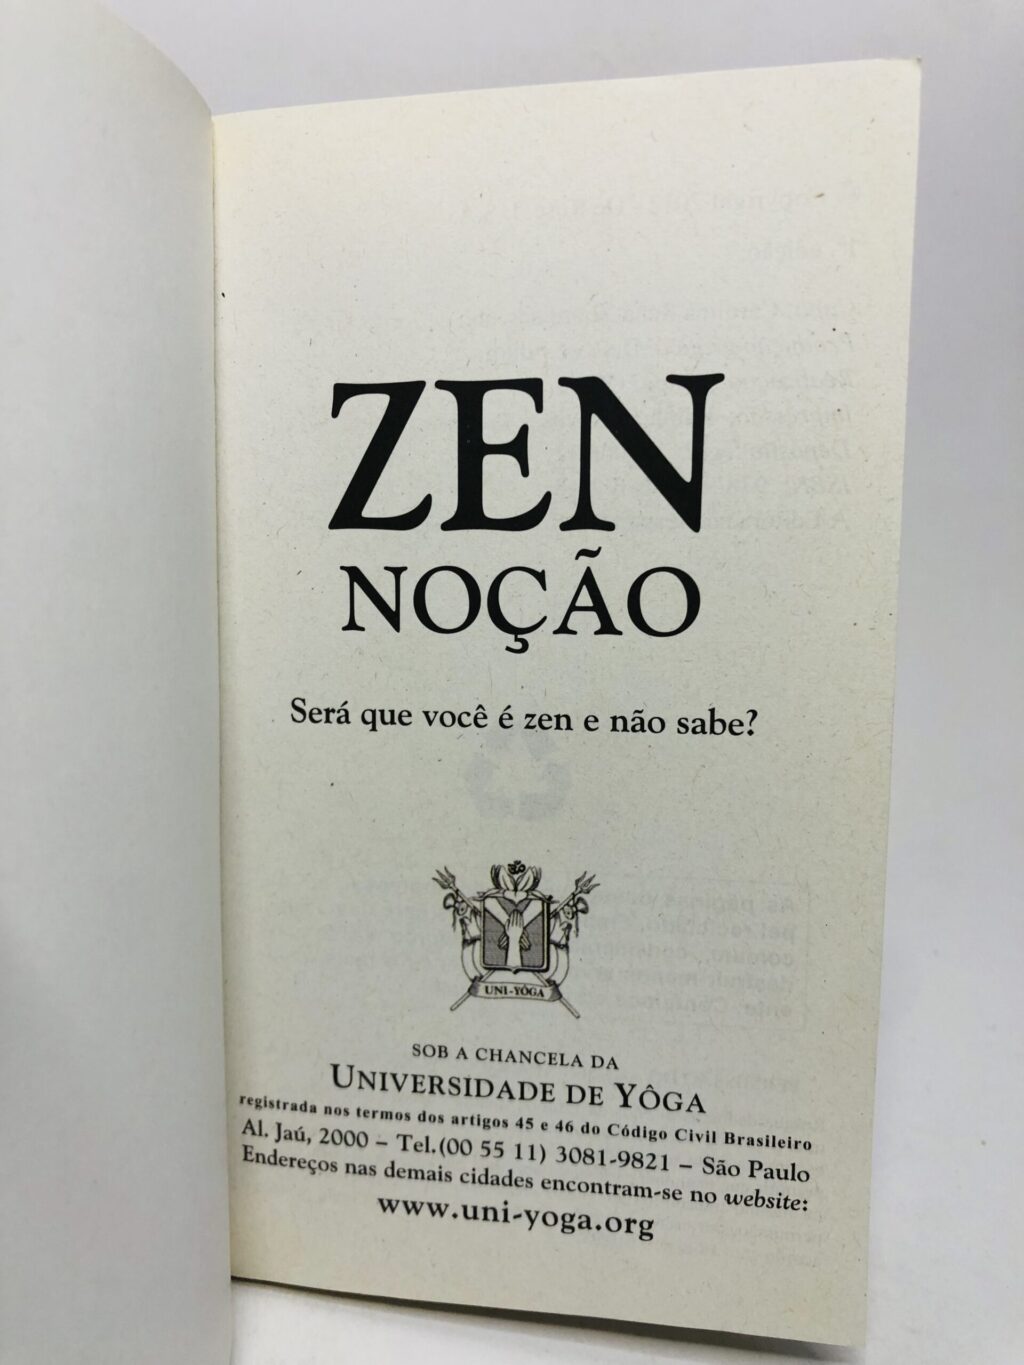 ZEN
NOÇÃO
Será que você é zen e não sabe?
UNI-YÔGA
SOB A CHANCELA DA
UNIVERSIDADE DE YÔGA
registrada nos termos dos artigos 45 e 46 do Código Civil Brasileiro
Al. Jaú, 2000 – Tel.(00 55 11) 3081-9821 – São Paulo
Endereços nas demais cidades encontram-se no website:
www.uni-yoga.org